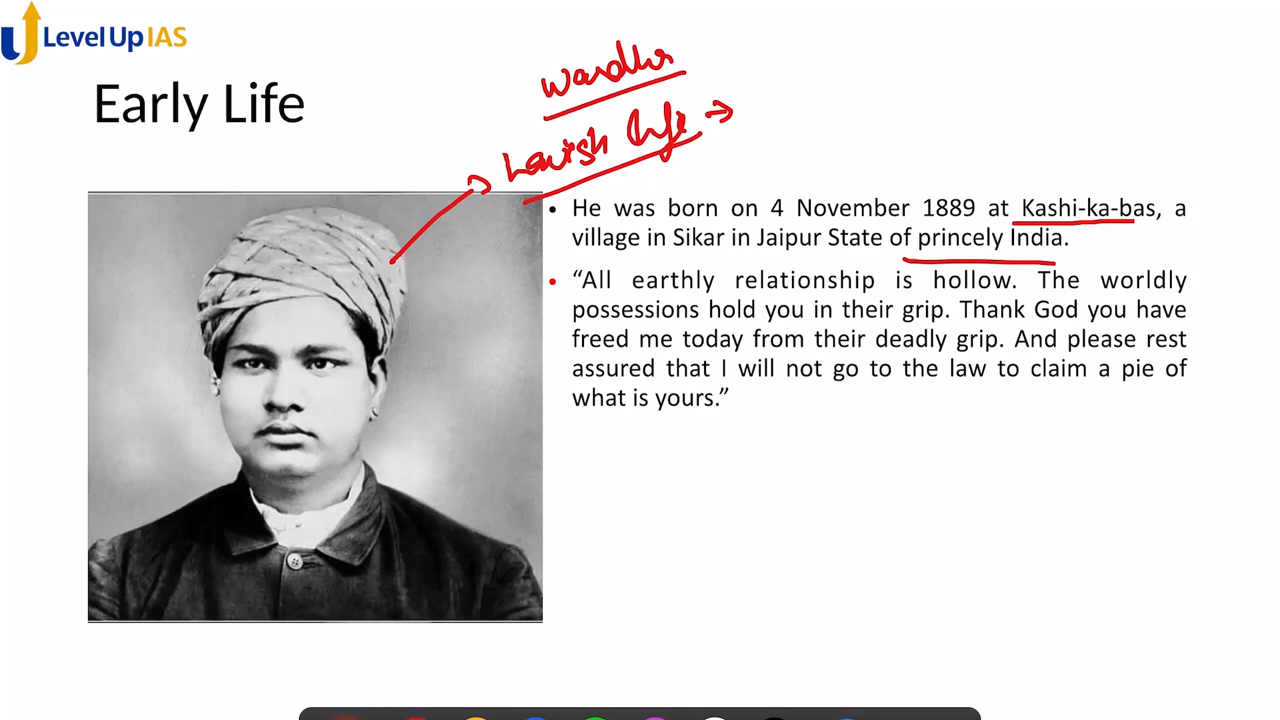 Level Up IAS
Early Life
Wardha
Lavish life →
• He was born on 4 November 1889 at Kashi-ka-bas, a
village in Sikar in Jaipur State of princely India.
• “All earthly relationship is hollow. The worldly
possessions hold you in their grip. Thank God you have
freed me today from their deadly grip. And please rest
assured that I will not go to the law to claim a pie of
what is yours.”